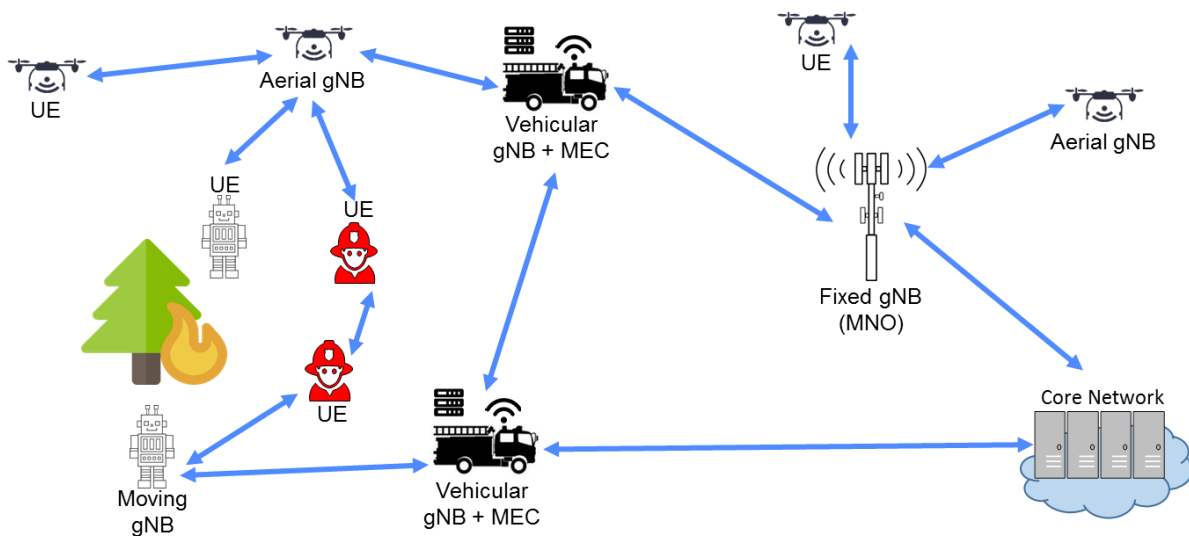 UE
Aerial gNB
Vehicular
gNB + MEC
UE
Aerial gNB
UE
UE
Fixed gNB
(MNO)
UE
Moving
gNB
Vehicular
gNB + MEC
Core Network